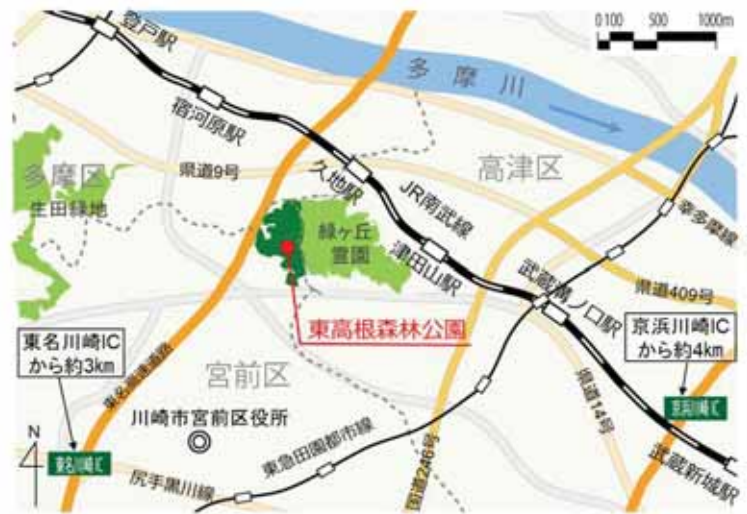 登戸駅
0 100 500 1000m
多摩川
宿河原駅
高津区
県道9号
久地駅
多摩区
生田緑地
JR南武線
幸多摩線
緑ヶ丘
霊園
津田山駅
武蔵溝ノ口駅
県道409号
東高根森林公園
東名川崎IC
から約3km
京浜川崎IC
から約4km
東名高速道路
宮前区
県道14号
京浜川崎IC
川崎市宮前区役所
N
東名川崎IC
東急田園都市線
国道246号
武蔵新城駅
尻手黒川線